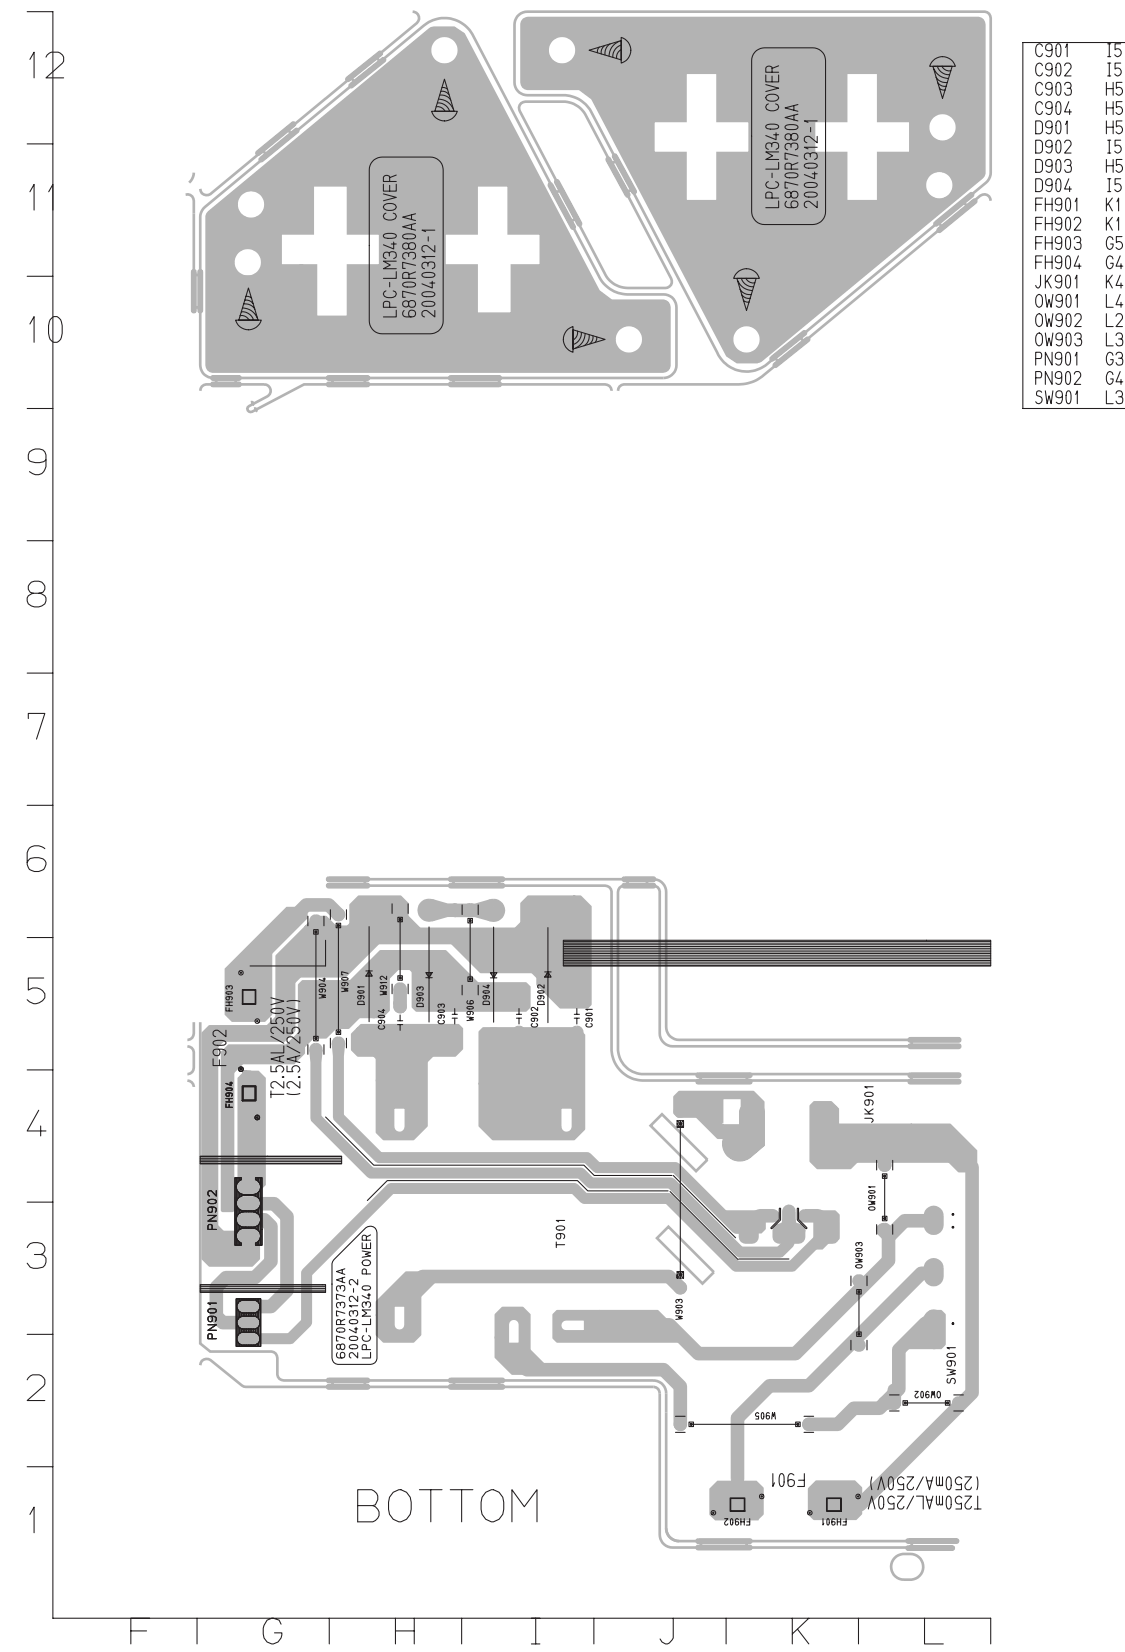 12
11
10
9
8
7
6
5
4
3
2
1
F G H I J K L
LPC-LM340 COVER
6870R7380AA
20040312-1
LPC-LM340 COVER
6870R7380AA
20040312-1
C901 I5
C902 I5
C903 H5
C904 H5
D901 H5
D902 I5
D903 H5
D904 I5
FH901 K1
FH902 K1
FH903 G5
FH904 G4
JK901 K4
OW901 L4
OW902 L2
OW903 L3
PN901 G3
PN902 G4
SW901 L3
FH903
F902
T2.5AL/250V
(2.5A/250V)
W904
W907
D901
W912
C904
D903
C903
W906
D904
C902
D902
C901
FH904
JK901
PN902
OW901
T901
OW903
PN901
6870R7373AA
20040312-2
LPC-LM340 POWER
W903
SW901
OW902
W905
F901
T250mAL/250V
(250mA/250V)
FH902
FH901
BOTTOM